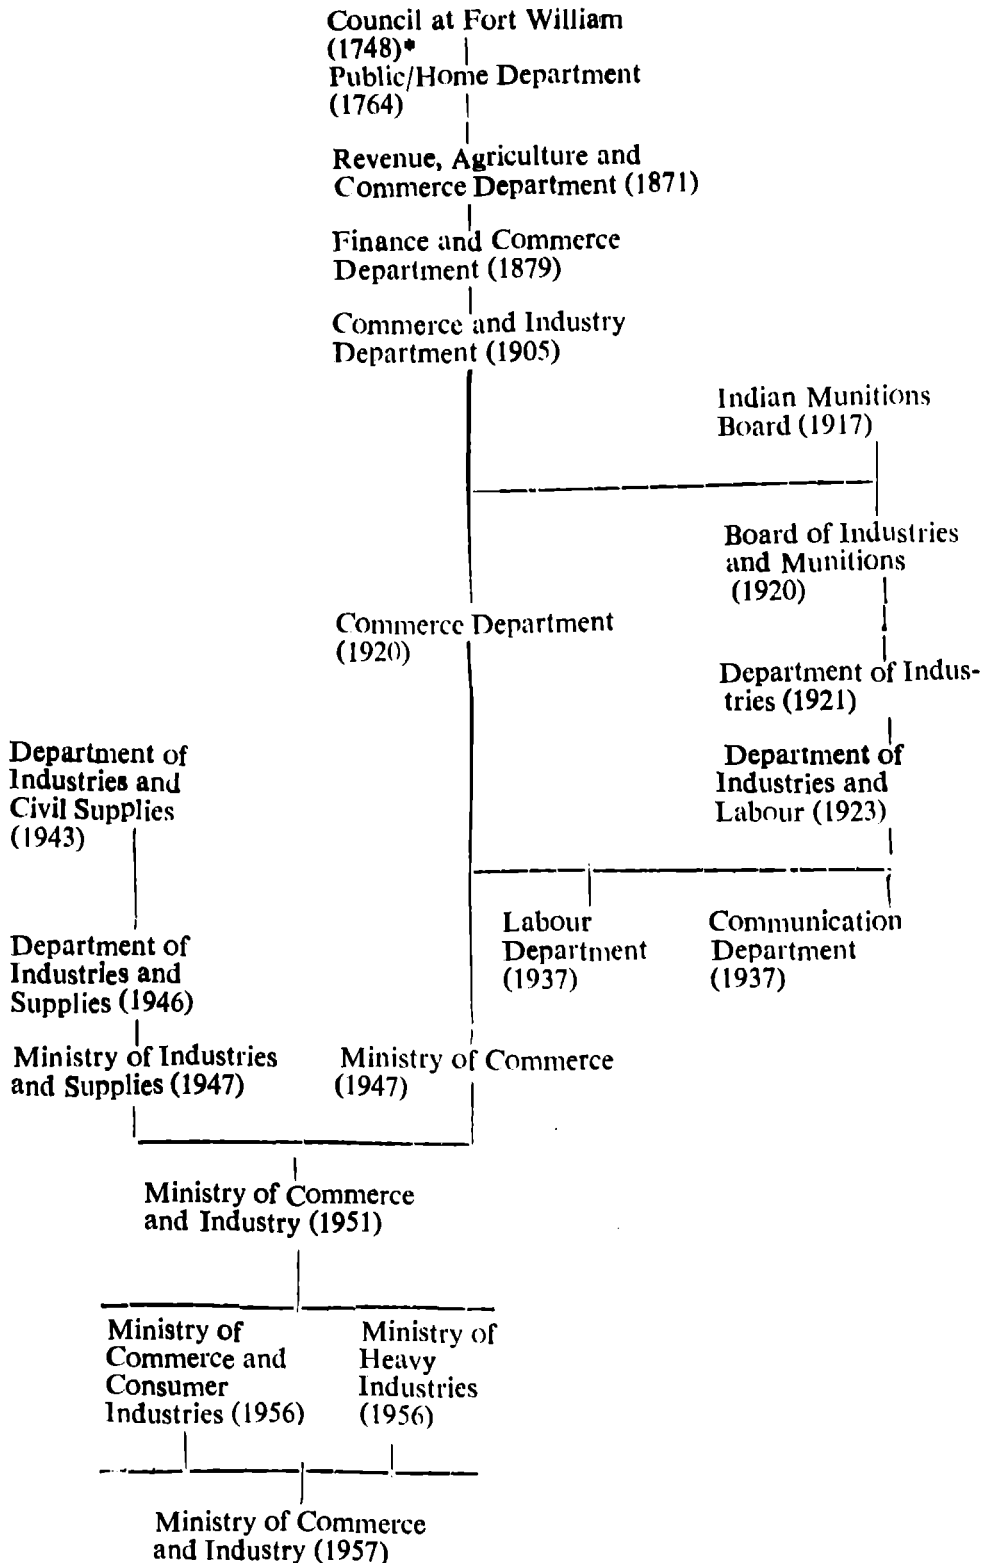 Council at Fort William
(1748)*
Public/Home Department
(1764)
Revenue, Agriculture and
Commerce Department (1871)
Finance and Commerce
Department (1879)
Commerce and Industry
Department (1905)
Indian Munitions
Board (1917)
Board of Industries
and Munitions
(1920)
Commerce Department
(1920)
Department of Indus-
tries (1921)
Department of
Industries and
Civil Supplies
(1943)
Department of
Industries and
Labour (1923)
Labour
Department
(1937)
Communication
Department
(1937)
Department of
Industries and
Supplies (1946)
Ministry of Industries
and Supplies (1947)
Ministry of Commerce
(1947)
Ministry of Commerce
and Industry (1951)
Ministry of
Commerce and
Consumer
Industries (1956)
Ministry of
Heavy
Industries
(1956)
Ministry of Commerce
and Industry (1957)